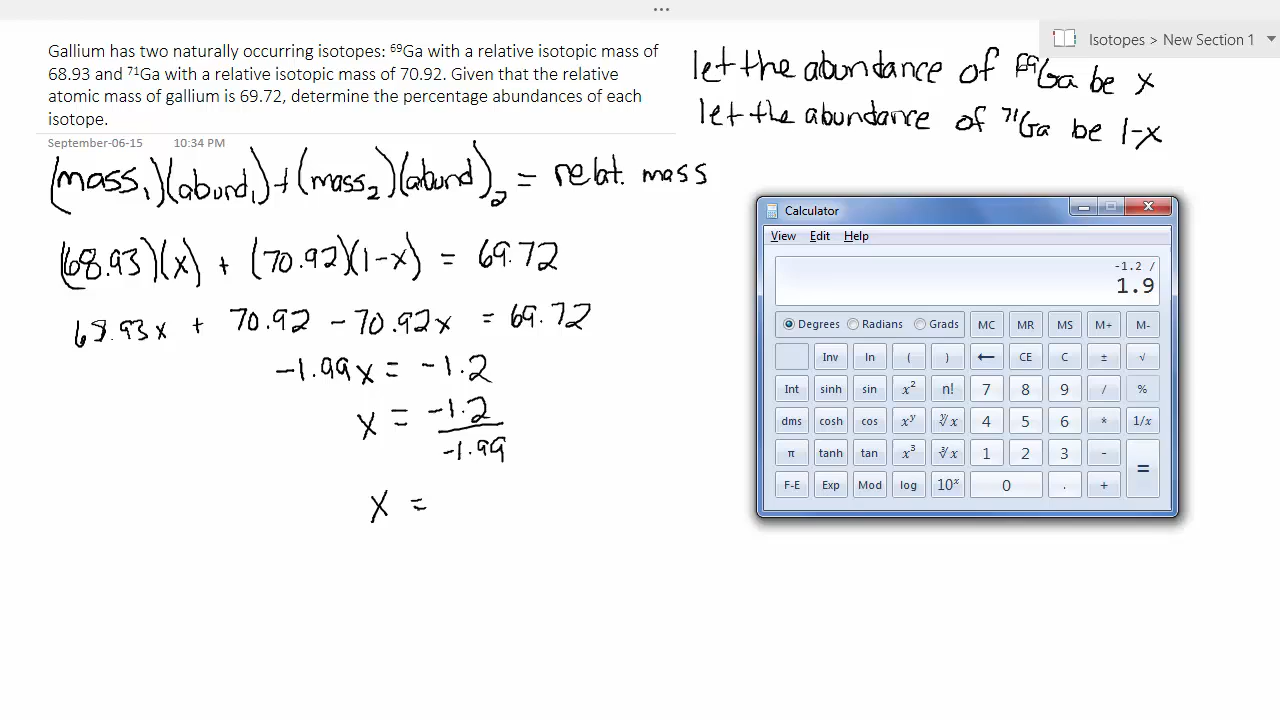 ...
Isotopes > New Section 1
Gallium has two naturally occurring isotopes: ⁶⁹Ga with a relative isotopic mass of
68.93 and ⁷¹Ga with a relative isotopic mass of 70.92. Given that the relative
atomic mass of gallium is 69.72, determine the percentage abundances of each
isotope.
September-06-15 10:34 PM
let the abundance of ⁶⁹Ga be x
let the abundance of ⁷¹Ga be 1-x
(mass₁)(abund₁)+(mass₂)(abund)₂ = relat. mass
(68.93)(x) + (70.92)(1-x) = 69.72
68.93x + 70.92 -70.92x = 69.72
-1.99x = -1.2
x = -1.2
-1.99
x =
Calculator
View Edit Help
-1.2 /
1.9
Degrees Radians Grads MC MR MS M+ M-
Inv ln ( ) ← CE C ± √
Int sinh sin x² n! 7 8 9 / %
dms cosh cos xʸ ʸ√x 4 5 6 * 1/x
π tanh tan x³ ³√x 1 2 3 - =
F-E Exp Mod log 10ˣ 0 . +